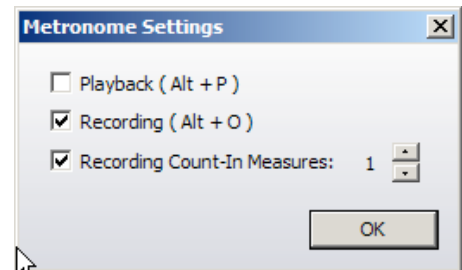 Metronome Settings
Playback ( Alt + P )
Recording ( Alt + O )
Recording Count-In Measures: 1
OK